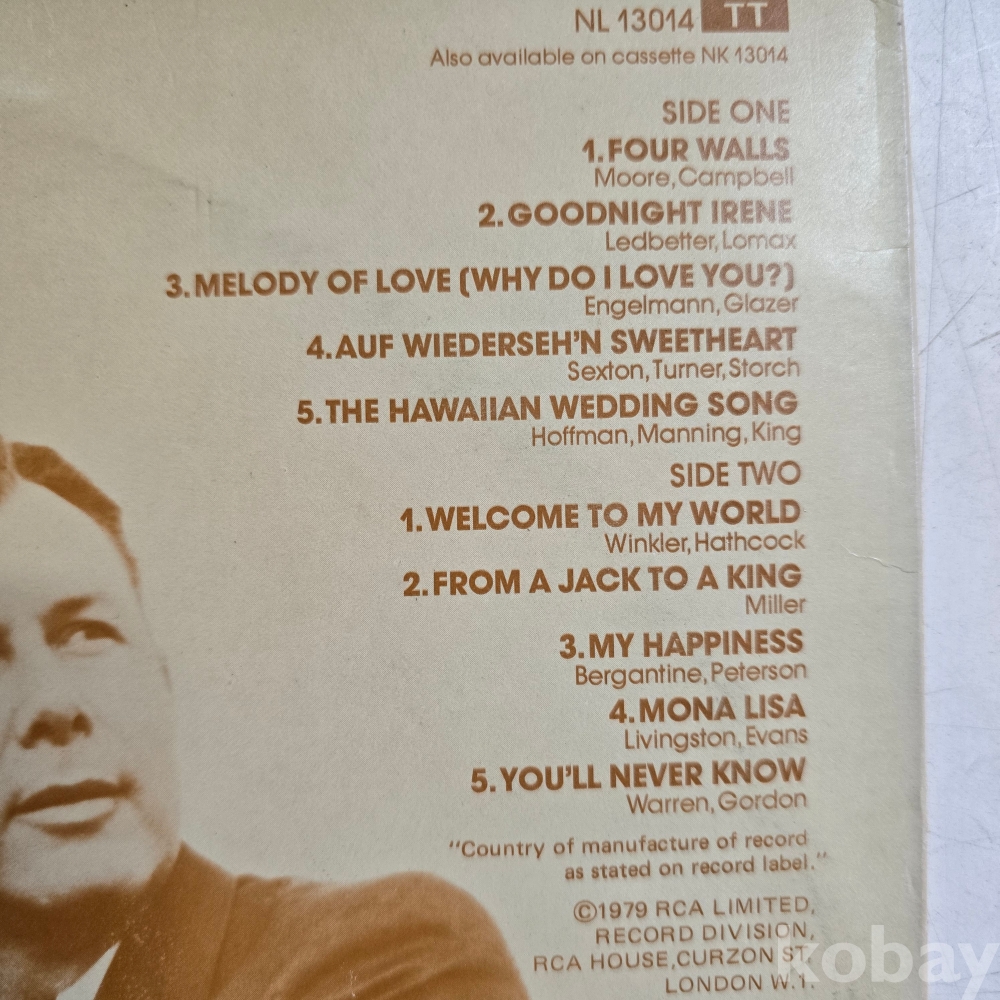 NL 13014 TT
Also available on cassette NK 13014
SIDE ONE
1.FOUR WALLS
Moore,Campbell
2.GOODNIGHT IRENE
Ledbetter,Lomax
3.MELODY OF LOVE (WHY DO I LOVE YOU?)
Engelmann,Glazer
4.AUF WIEDERSEH'N SWEETHEART
Sexton,Turner,Storch
5.THE HAWAIIAN WEDDING SONG
Hoffman,Manning,King
SIDE TWO
1.WELCOME TO MY WORLD
Winkler,Hathcock
2.FROM A JACK TO A KING
Miller
3.MY HAPPINESS
Bergantine,Peterson
4.MONA LISA
Livingston,Evans
5.YOU'LL NEVER KNOW
Warren,Gordon
"Country of manufacture of record
as stated on record label."
©1979 RCA LIMITED,
RECORD DIVISION,
RCA HOUSE,CURZON ST.
LONDON W.1.
kobay